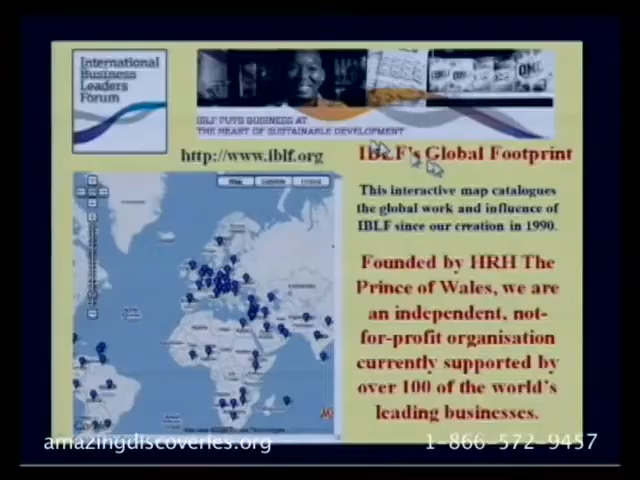 International
Business
Leaders
Forum
IBLF PUTS BUSINESS AT
THE HEART OF SUSTAINABLE DEVELOPMENT
http://www.iblf.org
IBLF's Global Footprint
This interactive map catalogues
the global work and influence of
IBLF since our creation in 1990.
Founded by HRH The
Prince of Wales, we are
an independent, not-
for-profit organisation
currently supported by
over 100 of the world's
leading businesses.
amazingdiscoveries.org
1-866-572-9457